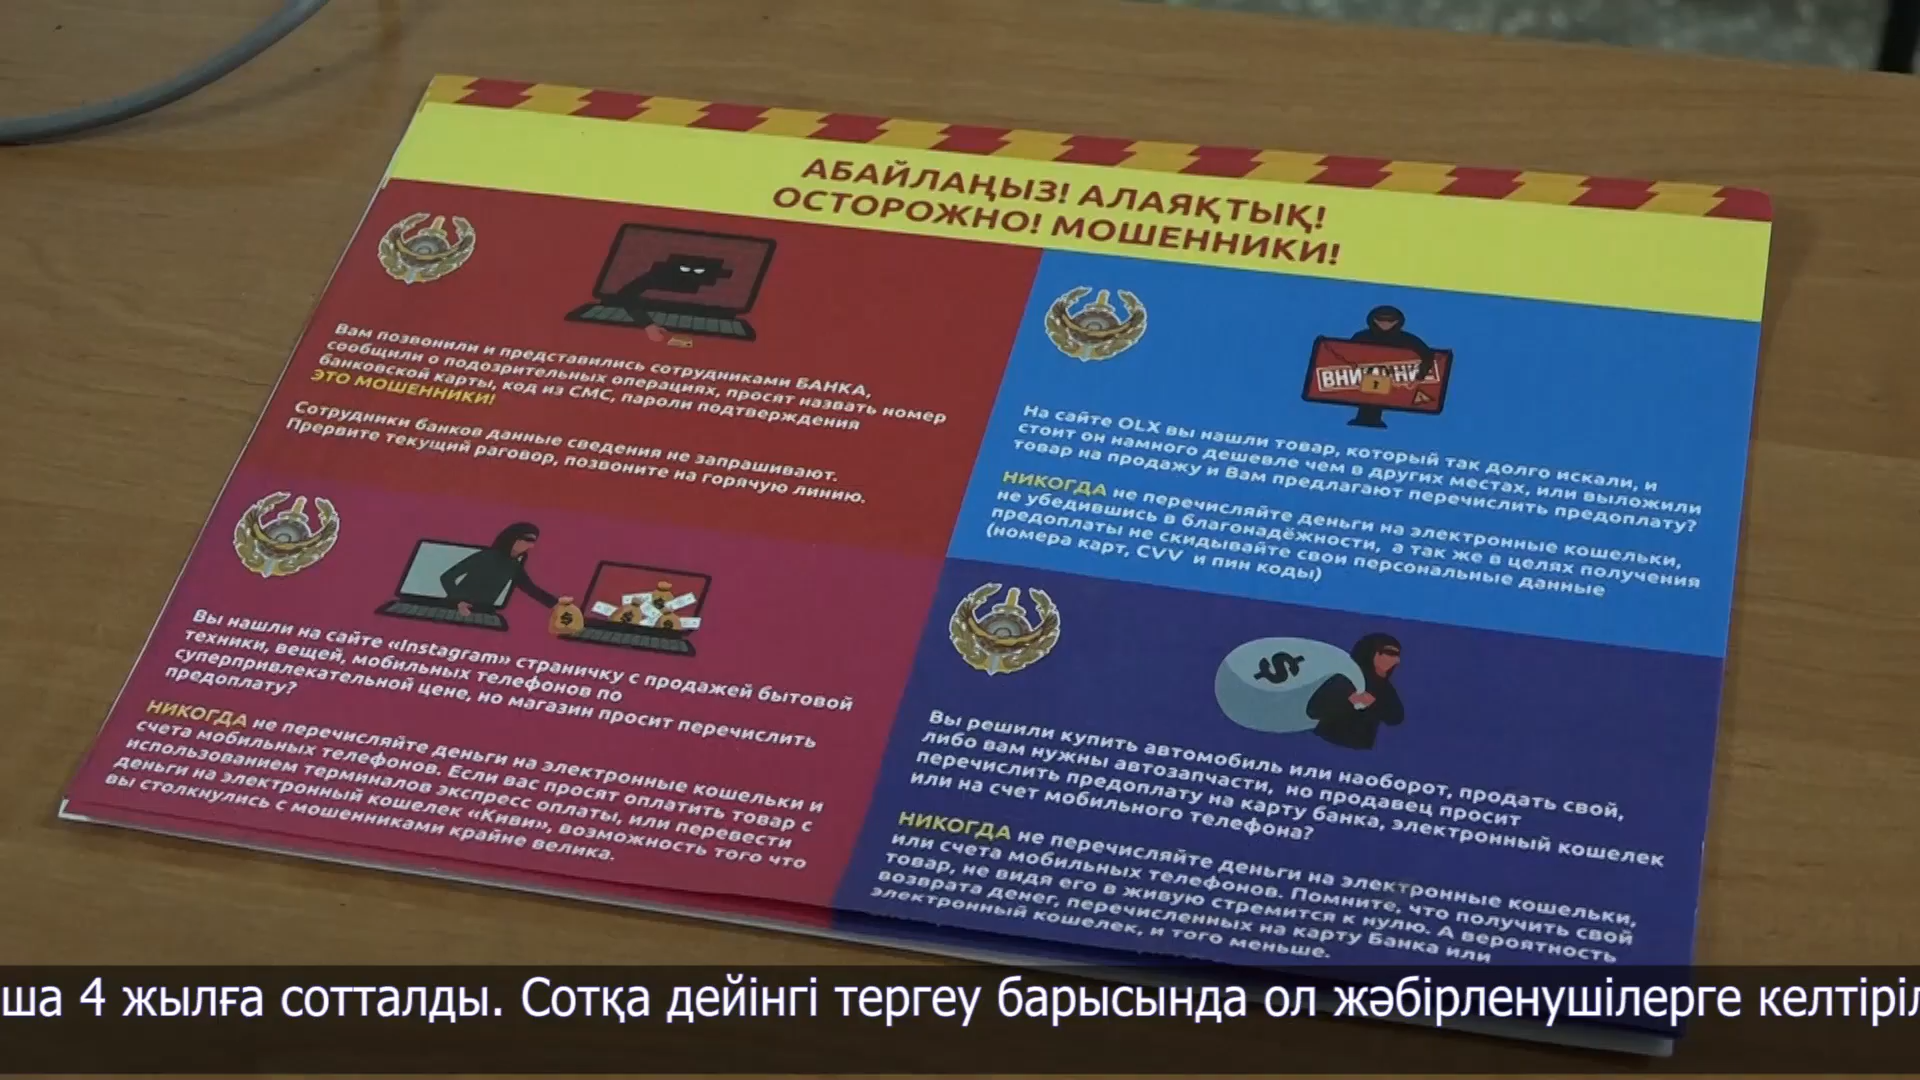 АБАЙЛАҢЫЗ! АЛАЯҚТЫҚ!
ОСТОРОЖНО! МОШЕННИКИ!
Вам позвонили и представились сотрудниками БАНКА,
сообщили о подозрительных операциях, просят назвать номер
банковской карты, код из СМС, пароли подтверждения
ЭТО МОШЕННИКИ!
Сотрудники банков данные сведения не запрашивают.
Прервите текущий раговор, позвоните на горячую линию.
ВНИМАНИЕ
На сайте OLX вы нашли товар, который так долго искали, и
стоит он намного дешевле чем в других местах, или выложили
товар на продажу и Вам предлагают перечислить предоплату?
НИКОГДА не перечисляйте деньги на электронные кошельки,
не убедившись в благонадёжности, а так же в целях получения
предоплаты не скидывайте свои персональные данные
(номера карт, CVV и пин коды)
Вы нашли на сайте «Instagram» страничку с продажей бытовой
техники, вещей, мобильных телефонов по
суперпривлекательной цене, но магазин просит перечислить
предоплату?
НИКОГДА не перечисляйте деньги на электронные кошельки и
счета мобильных телефонов. Если вас просят оплатить товар с
использованием терминалов экспресс оплаты, или перевести
деньги на электронный кошелек «Киви», возможность того что
вы столкнулись с мошенниками крайне велика.
Вы решили купить автомобиль или наоборот, продать свой,
либо вам нужны автозапчасти, но продавец просит
перечислить предоплату на карту банка, электронный кошелек
или на счет мобильного телефона?
НИКОГДА не перечисляйте деньги на электронные кошельки,
или счета мобильных телефонов. Помните, что получить свой
товар, не видя его в живую стремится к нулю. А вероятность
возврата денег, перечисленных на карту Банка или
электронный кошелек, и того меньше.
ша 4 жылға сотталды. Сотқа дейінгі тергеу барысында ол жәбірленушілерге келтіріл